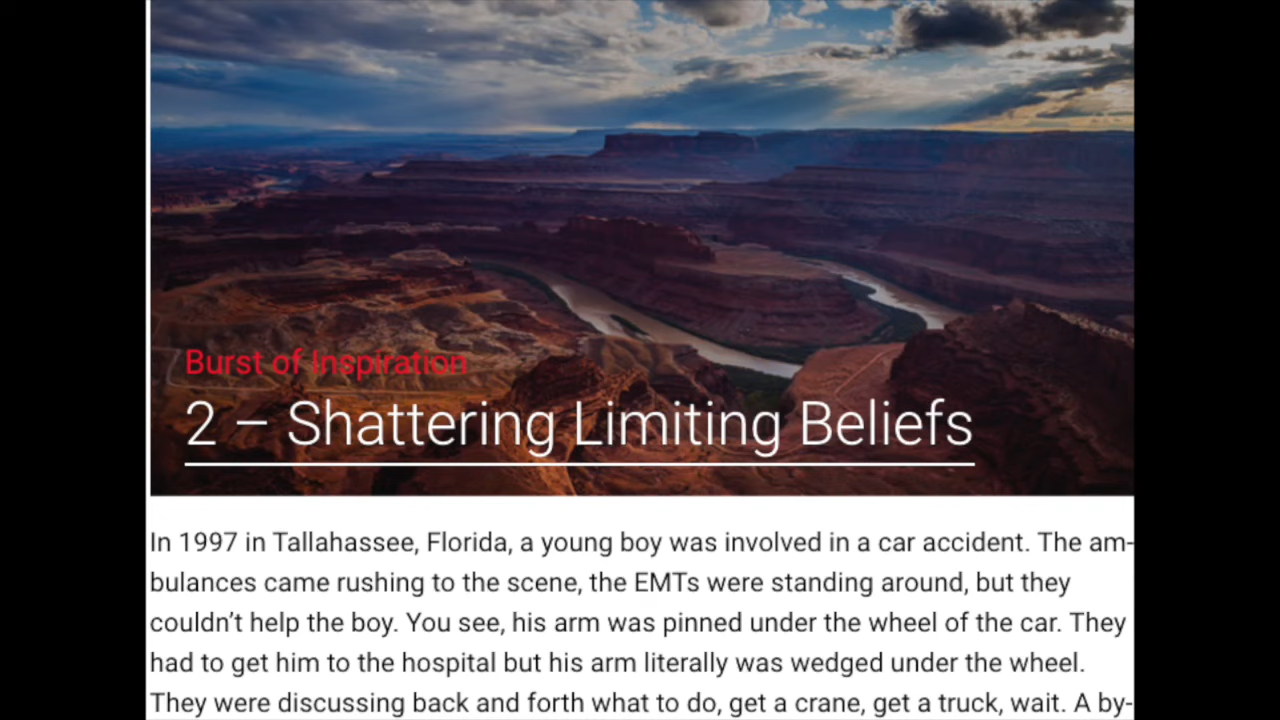 Burst of Inspiration
2 – Shattering Limiting Beliefs
In 1997 in Tallahassee, Florida, a young boy was involved in a car accident. The am-
bulances came rushing to the scene, the EMTs were standing around, but they
couldn’t help the boy. You see, his arm was pinned under the wheel of the car. They
had to get him to the hospital but his arm literally was wedged under the wheel.
They were discussing back and forth what to do, get a crane, get a truck, wait. A by-